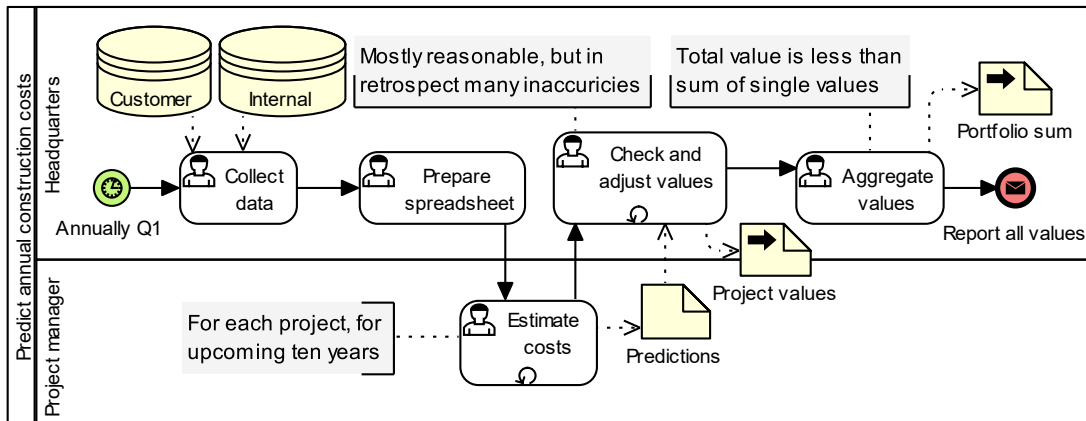 Predict annual construction costs
Headquarters
Customer
Internal
Mostly reasonable, but in
retrospect many inaccuricies
Total value is less than
sum of single values
Portfolio sum
Annually Q1
Collect
data
Prepare
spreadsheet
Check and
adjust values
Aggregate
values
Report all values
Project values
Project manager
For each project, for
upcoming ten years
Estimate
costs
Predictions